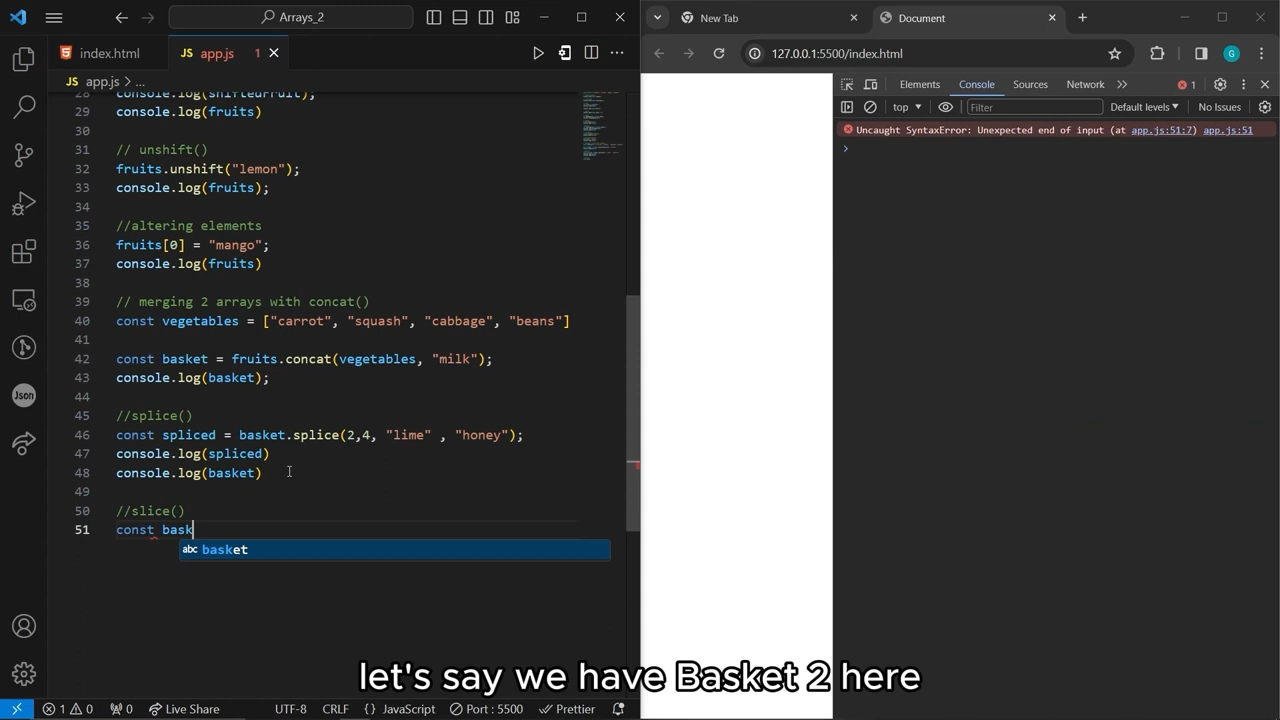 Arrays_2
index.html
JS app.js 1
JS app.js > ...
28 console.log(shiftedFruit);
29 console.log(fruits)
30
31 // unshift()
32 fruits.unshift("lemon");
33 console.log(fruits);
34
35 //altering elements
36 fruits[0] = "mango";
37 console.log(fruits)
38
39 // merging 2 arrays with concat()
40 const vegetables = ["carrot", "squash", "cabbage", "beans"]
41
42 const basket = fruits.concat(vegetables, "milk");
43 console.log(basket);
44
45 //splice()
46 const spliced = basket.splice(2,4, "lime" , "honey");
47 console.log(spliced)
48 console.log(basket)
49
50 //slice()
51 const bask
abc basket
Json
1 0 0 Live Share UTF-8 CRLF {} JavaScript Port : 5500 Prettier
New Tab
Document
127.0.0.1:5500/index.html
G
Elements Console Sources Network 1
top Filter Default levels No Issues
Uncaught SyntaxError: Unexpected end of input (at app.js:51:7) app.js:51
let's say we have Basket 2 here